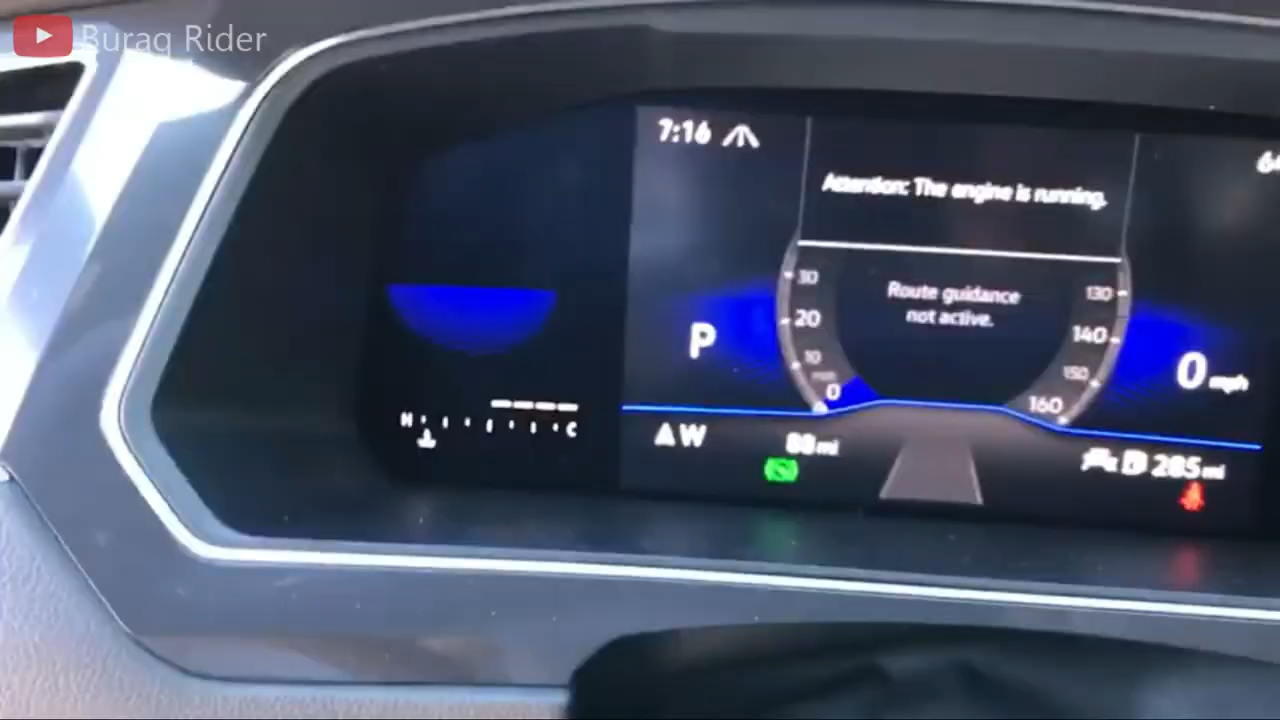 Buraq Rider
7:16
64
Attention: The engine is running.
Route guidance
not active.
30
20
10
0
130
140
150
160
P
0 mph
H C
W
88 mi
285 mi